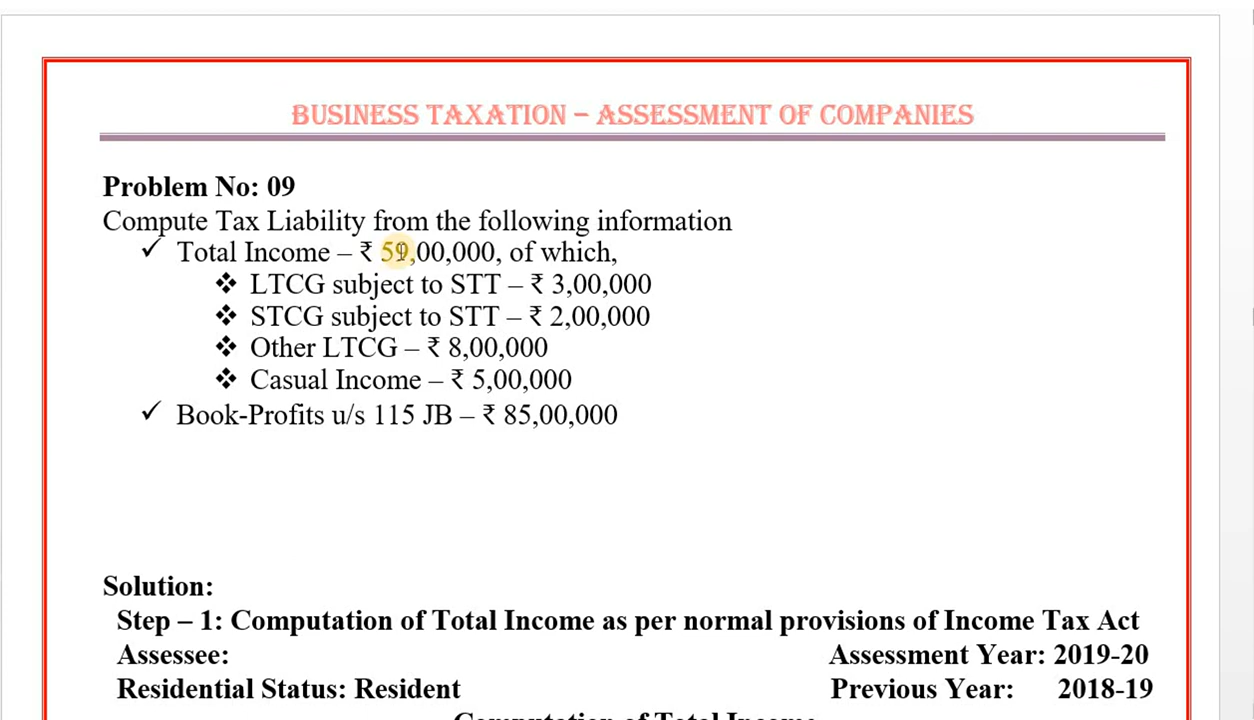 BUSINESS TAXATION – ASSESSMENT OF COMPANIES
Problem No: 09
Compute Tax Liability from the following information
✓ Total Income – ₹ 59,00,000, of which,
❖ LTCG subject to STT – ₹ 3,00,000
❖ STCG subject to STT – ₹ 2,00,000
❖ Other LTCG – ₹ 8,00,000
❖ Casual Income – ₹ 5,00,000
✓ Book-Profits u/s 115 JB – ₹ 85,00,000
Solution:
Step – 1: Computation of Total Income as per normal provisions of Income Tax Act
Assessee: Assessment Year: 2019-20
Residential Status: Resident Previous Year: 2018-19
Computation of Total Income